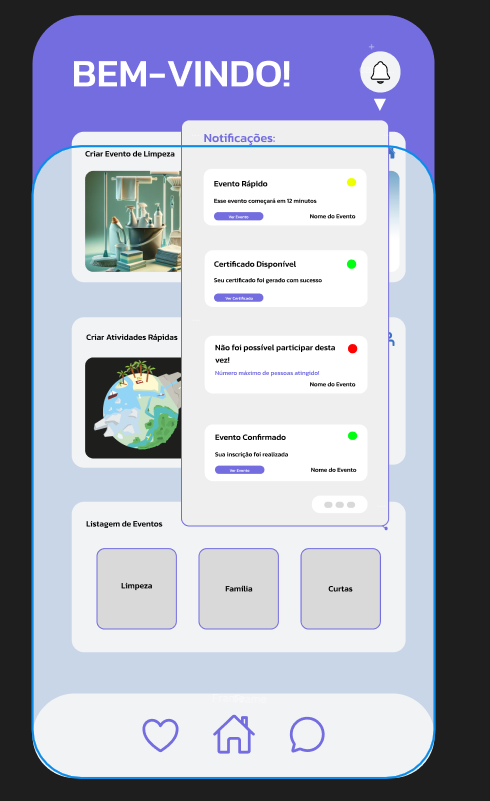 BEM-VINDO!
Notificações:
Criar Evento de Limpeza
Evento Rápido
Esse evento começará em 12 minutos
Ver Evento
Nome do Evento
Certificado Disponível
Seu certificado foi gerado com sucesso
Ver Certificado
Criar Atividades Rápidas
Não foi possível participar desta
vez!
Número máximo de pessoas atingido!
Nome do Evento
Evento Confirmado
Sua inscrição foi realizada
Ver Evento
Nome do Evento
Listagem de Eventos
Limpeza
Família
Curtas